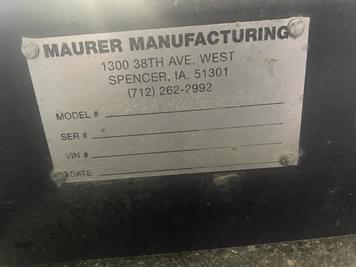 MAURER MANUFACTURING
1300 38TH AVE. WEST
SPENCER, IA. 51301
(712) 262-2992
MODEL #
SER #
VIN #
DATE